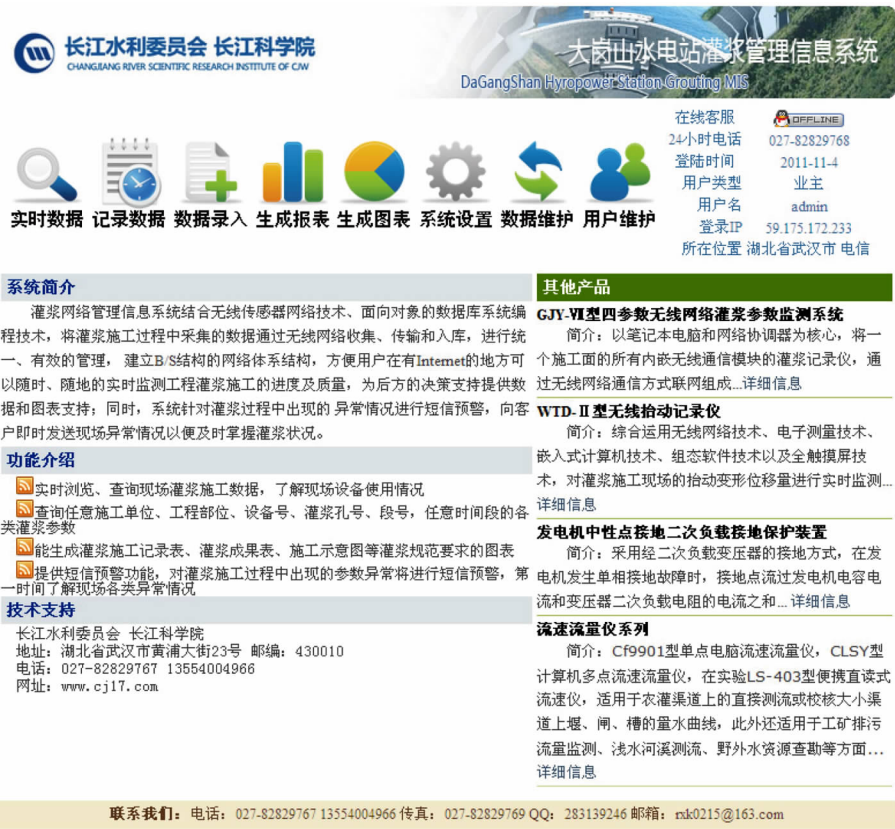 长江水利委员会 长江科学院
CHANGJIANG RIVER SCIENTIFIC RESEARCH INSTITUTE OF CJW
大岗山水电站灌浆管理信息系统
DaGangShan Hyropower Station Grouting MIS
在线客服 OFFLINE
24小时电话 027-82829768
登陆时间 2011-11-4
用户类型 业主
用户名 admin
登录IP 59.175.172.233
所在位置 湖北省武汉市 电信
实时数据 记录数据 数据录入 生成报表 生成图表 系统设置 数据维护 用户维护
系统简介
灌浆网络管理信息系统结合无线传感器网络技术、面向对象的数据库系统编
程技术，将灌浆施工过程中采集的数据通过无线网络收集、传输和入库，进行统
一、有效的管理， 建立B/S结构的网络体系结构，方便用户在有Internet的地方可
以随时、随地的实时监测工程灌浆施工的进度及质量，为后方的决策支持提供数
据和图表支持；同时，系统针对灌浆过程中出现的 异常情况进行短信预警，向客
户即时发送现场异常情况以便及时掌握灌浆状况。
功能介绍
实时浏览、查询现场灌浆施工数据，了解现场设备使用情况
查询任意施工单位、工程部位、设备号、灌浆孔号、段号，任意时间段的各
类灌浆参数
能生成灌浆施工记录表、灌浆成果表、施工示意图等灌浆规范要求的图表
提供短信预警功能，对灌浆施工过程中出现的参数异常将进行短信预警，第
一时间了解现场各类异常情况
技术支持
长江水利委员会 长江科学院
地址：湖北省武汉市黄浦大街23号 邮编：430010
电话：027-82829767 13554004966
网址：www.cj17.com
其他产品
GJY-Ⅶ型四参数无线网络灌浆参数监测系统
简介：以笔记本电脑和网络协调器为核心，将一
个施工面的所有内嵌无线通信模块的灌浆记录仪，通
过无线网络通信方式联网组成...详细信息
WTD-Ⅱ型无线抬动记录仪
简介：综合运用无线网络技术、电子测量技术、
嵌入式计算机技术、组态软件技术以及全触摸屏技
术，对灌浆施工现场的抬动变形位移量进行实时监测...
详细信息
发电机中性点接地二次负载接地保护装置
简介：采用经二次负载变压器的接地方式，在发
电机发生单相接地故障时，接地点流过发电机电容电
流和变压器二次负载电阻的电流之和...详细信息
流速流量仪系列
简介：Cf9901型单点电脑流速流量仪，CLSY型
计算机多点流速流量仪，在实验LS-403型便携直读式
流速仪，适用于农灌渠道上的直接测流或校核大小渠
道上堰、闸、槽的量水曲线，此外还适用于工矿排污
流量监测、浅水河溪测流、野外水资源查勘等方面...
详细信息
联系我们：电话：027-82829767 13554004966 传真：027-82829769 QQ：283139246 邮箱：rxk0215@163.com